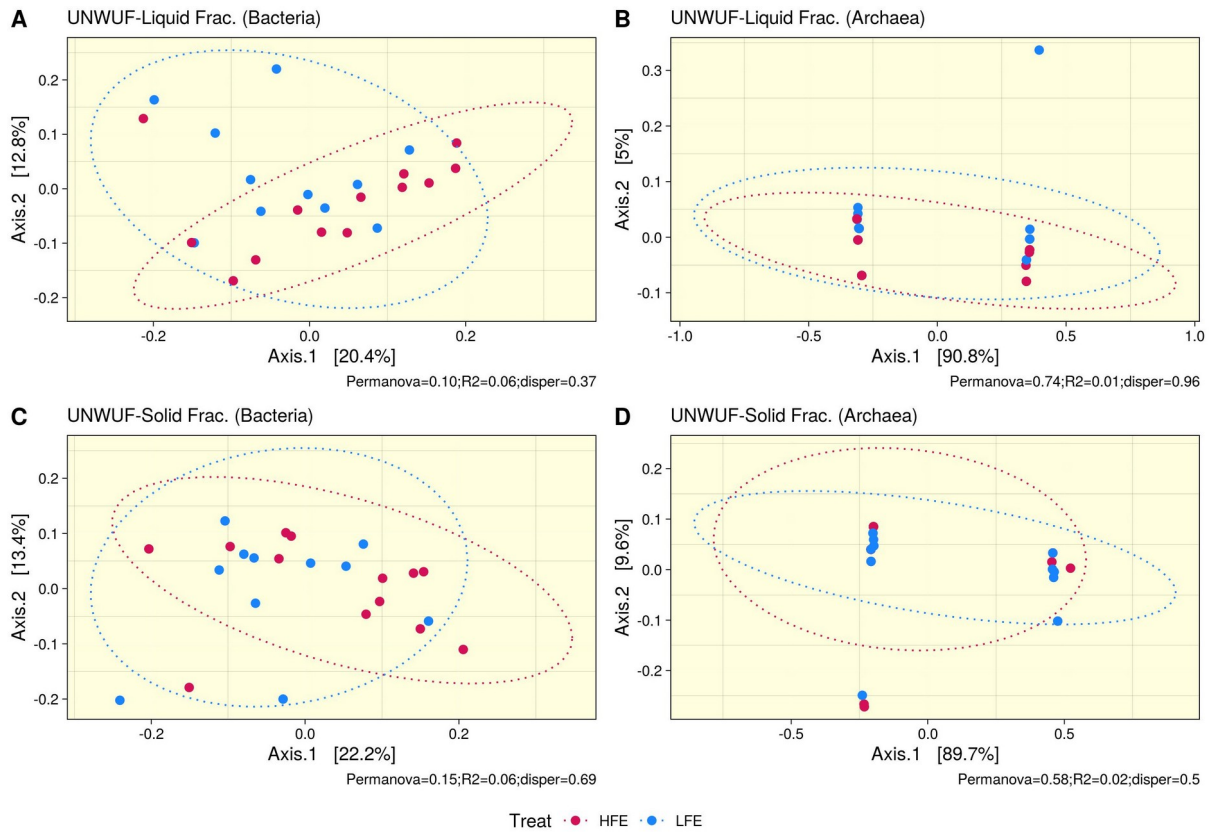 A UNWUF-Liquid Frac. (Bacteria)
0.2
0.1
0.0
-0.1
-0.2
Axis.2 [12.8%]
-0.2 0.0 0.2
Axis.1 [20.4%]
Permanova=0.10;R2=0.06;disper=0.37
B UNWUF-Liquid Frac. (Archaea)
0.3
0.2
0.1
0.0
-0.1
Axis.2 [5%]
-1.0 -0.5 0.0 0.5 1.0
Axis.1 [90.8%]
Permanova=0.74;R2=0.01;disper=0.96
C UNWUF-Solid Frac. (Bacteria)
0.2
0.1
0.0
-0.1
-0.2
Axis.2 [13.4%]
-0.2 0.0 0.2
Axis.1 [22.2%]
Permanova=0.15;R2=0.06;disper=0.69
D UNWUF-Solid Frac. (Archaea)
0.2
0.1
0.0
-0.1
-0.2
Axis.2 [9.6%]
-0.5 0.0 0.5
Axis.1 [89.7%]
Permanova=0.58;R2=0.02;disper=0.5
Treat HFE LFE